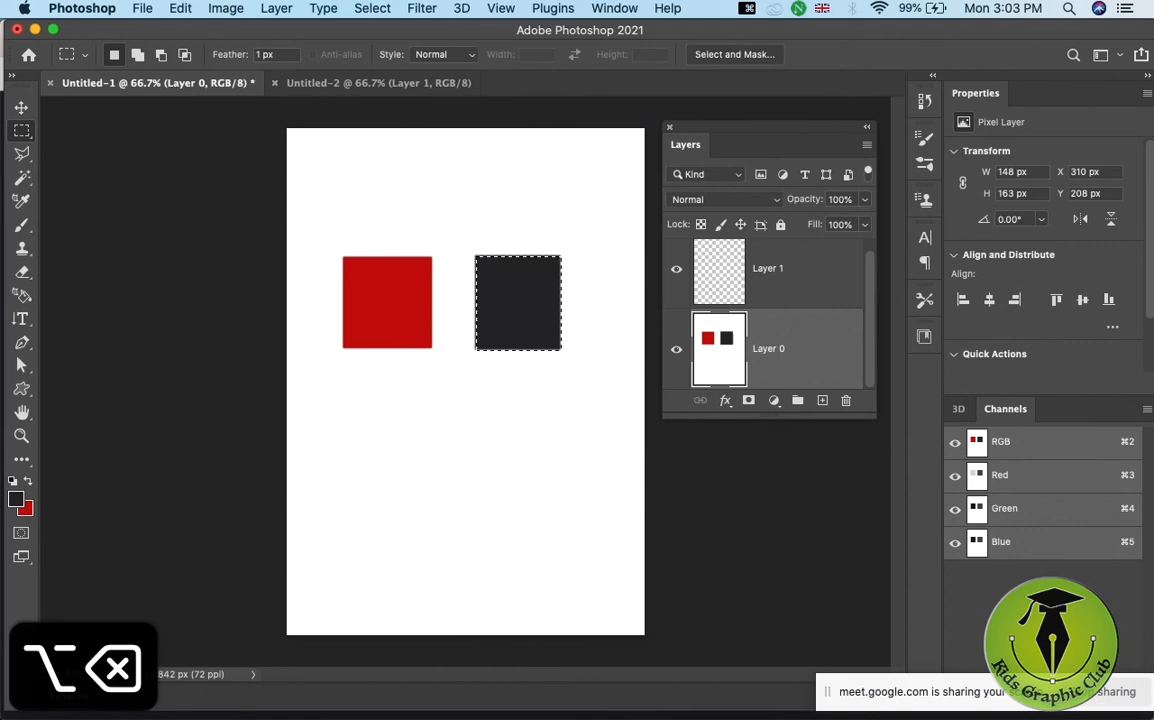 Photoshop File Edit Image Layer Type Select Filter 3D View Plugins Window Help 99% Mon 3:03 PM
Adobe Photoshop 2021
Feather: 1 px Anti-alias Style: Normal Width: Height: Select and Mask...
Untitled-1 @ 66.7% (Layer 0, RGB/8) * Untitled-2 @ 66.7% (Layer 1, RGB/8)
Properties
Pixel Layer
Transform
W 148 px X 310 px
H 163 px Y 208 px
0.00°
Align and Distribute
Align:
Quick Actions
Layers
Kind
Normal Opacity: 100%
Lock: Fill: 100%
Layer 1
Layer 0
fx
3D Channels
RGB ⌘2
Red ⌘3
Green ⌘4
Blue ⌘5
842 px (72 ppi)
Kids Graphic Club
meet.google.com is sharing your sharing